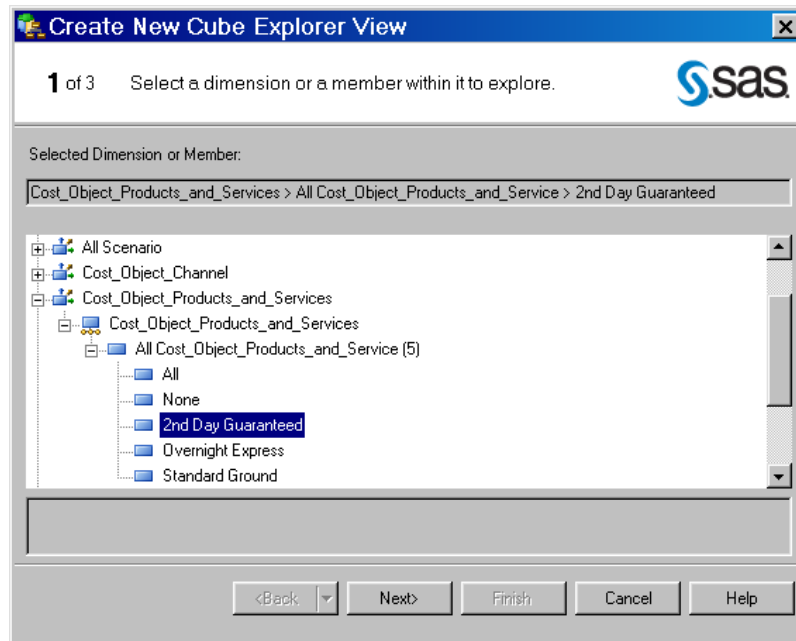 Create New Cube Explorer View
1 of 3 Select a dimension or a member within it to explore.
sas
Selected Dimension or Member:
Cost_Object_Products_and_Services > All Cost_Object_Products_and_Service > 2nd Day Guaranteed
All Scenario
Cost_Object_Channel
Cost_Object_Products_and_Services
Cost_Object_Products_and_Services
All Cost_Object_Products_and_Service (5)
All
None
2nd Day Guaranteed
Overnight Express
Standard Ground
<Back Next> Finish Cancel Help